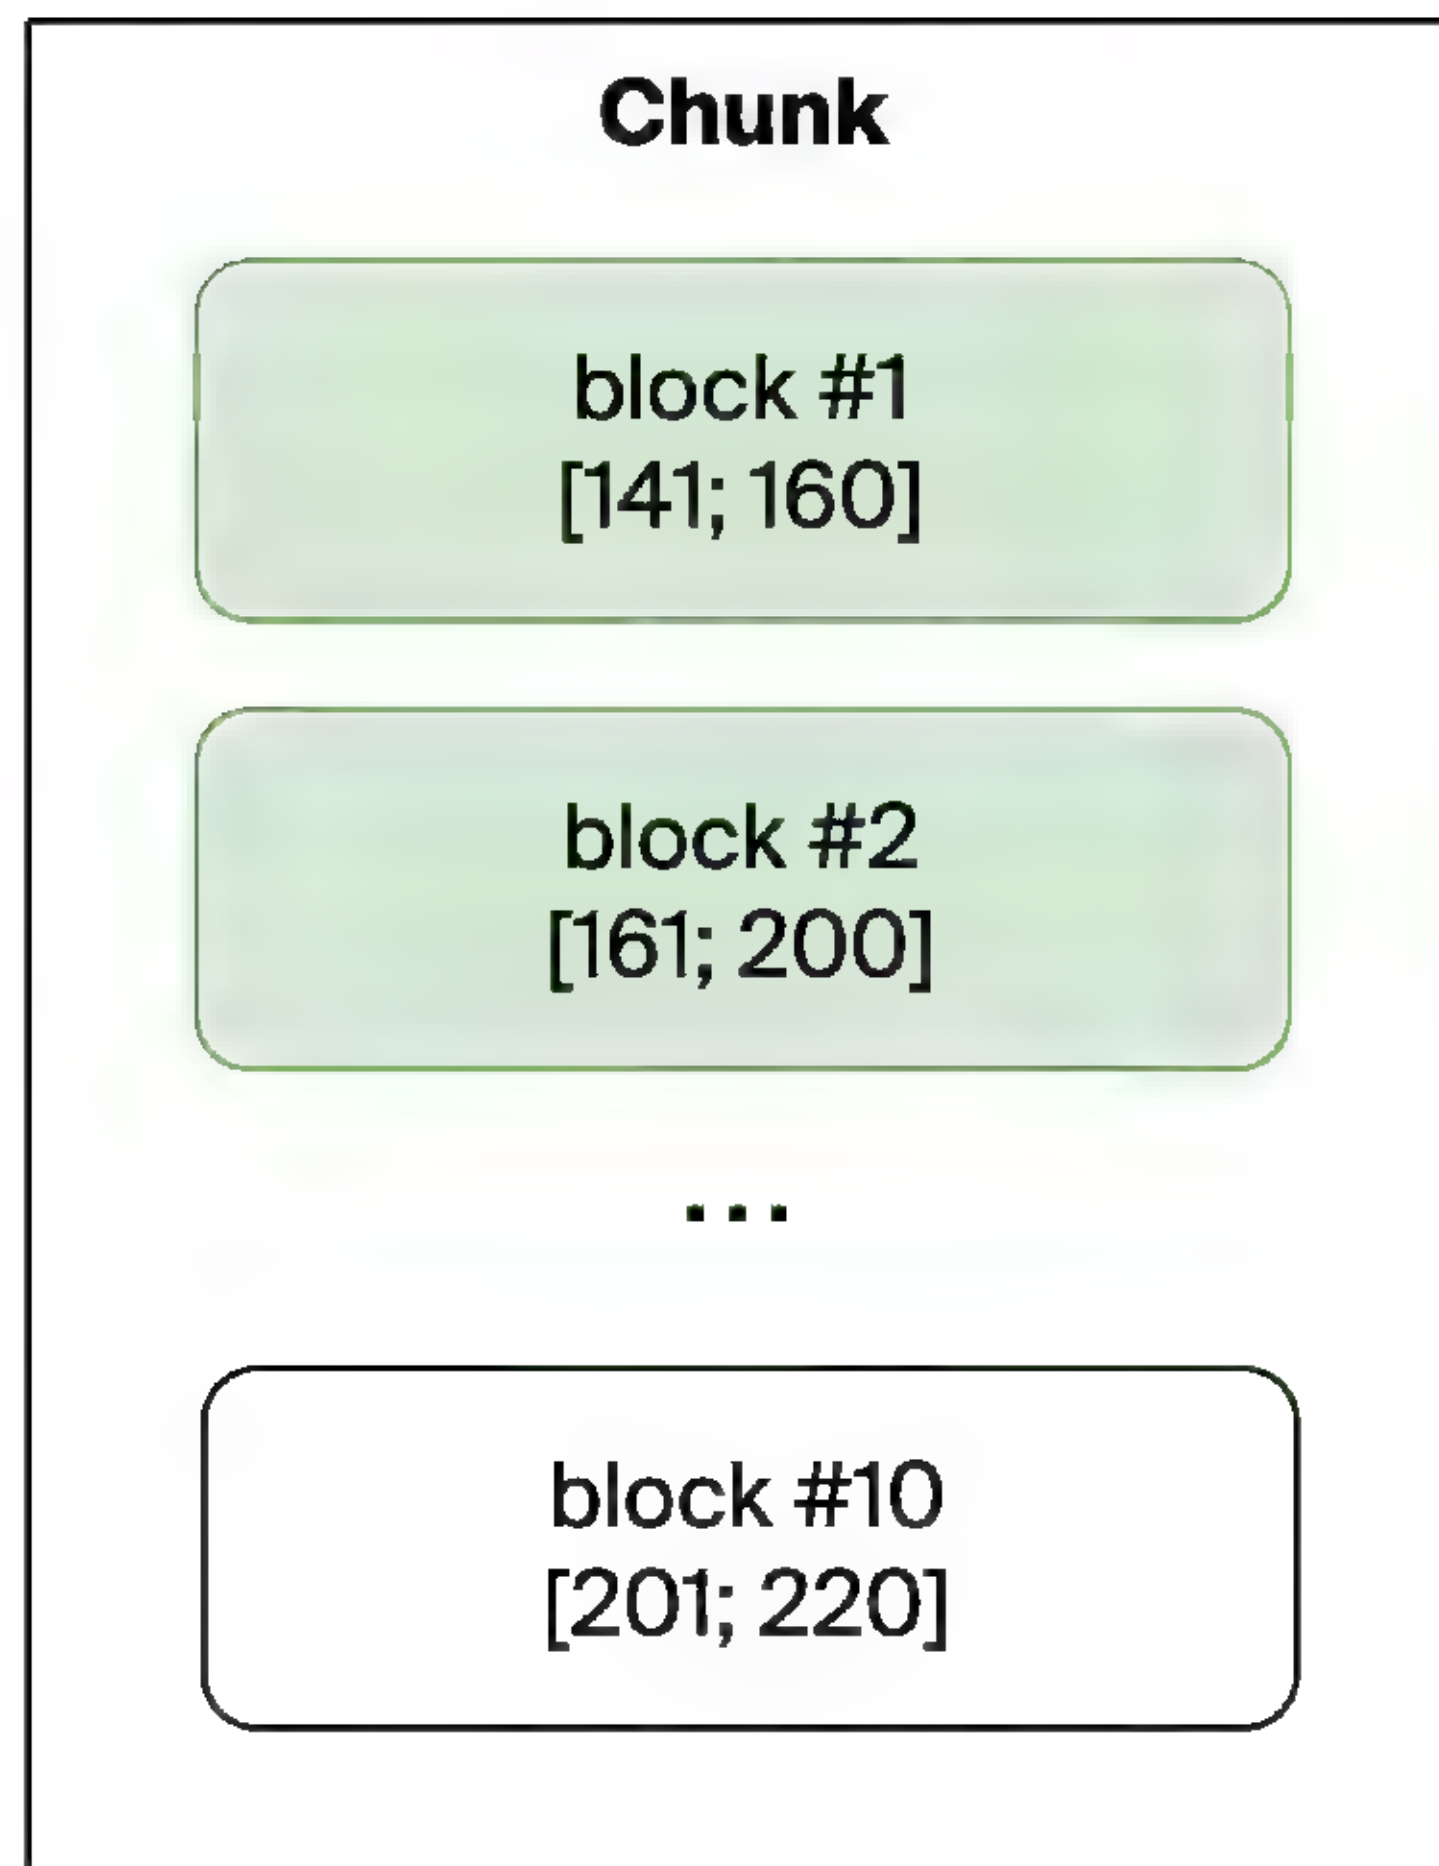 Chunk
block #1
[141; 160]
block #2
[161; 200]
...
block #10
[201; 220]